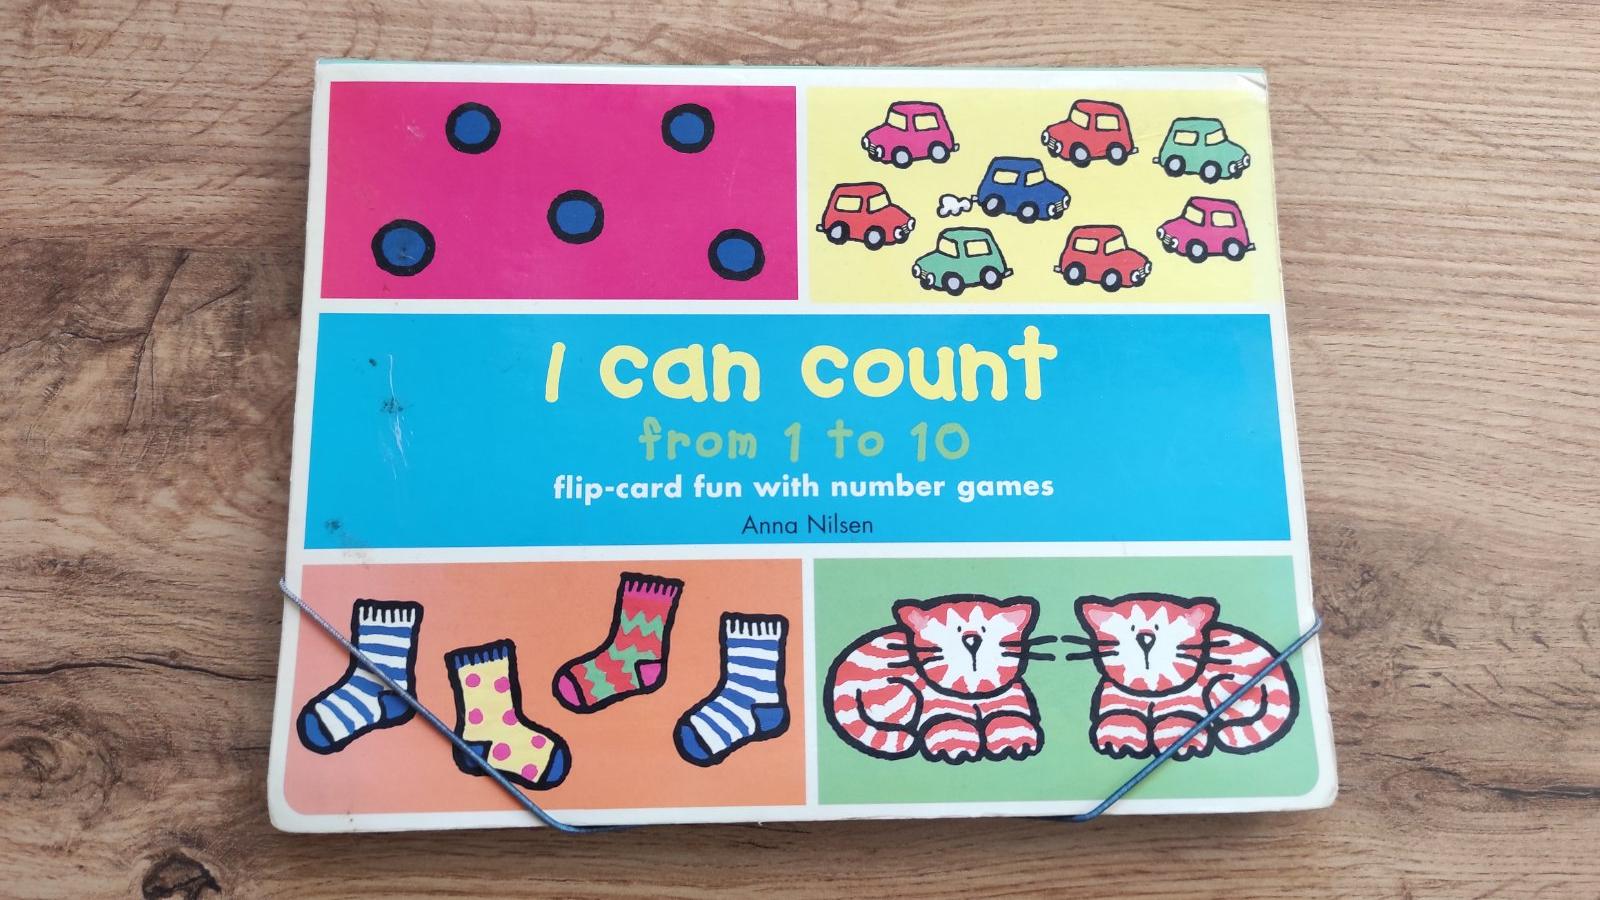 I can count
from 1 to 10
flip-card fun with number games
Anna Nilsen